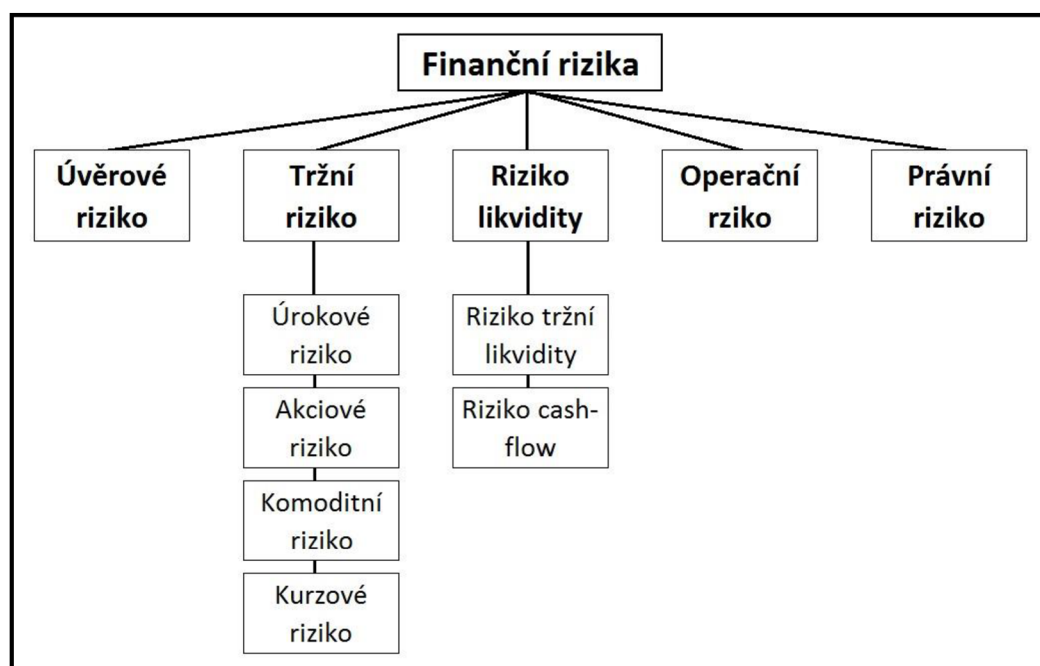 Finanční rizika
Úvěrové
riziko
Tržní
riziko
Riziko
likvidity
Operační
rziko
Právní
riziko
Úrokové
riziko
Akciové
riziko
Komoditní
riziko
Kurzové
riziko
Riziko tržní
likvidity
Riziko cash-
flow